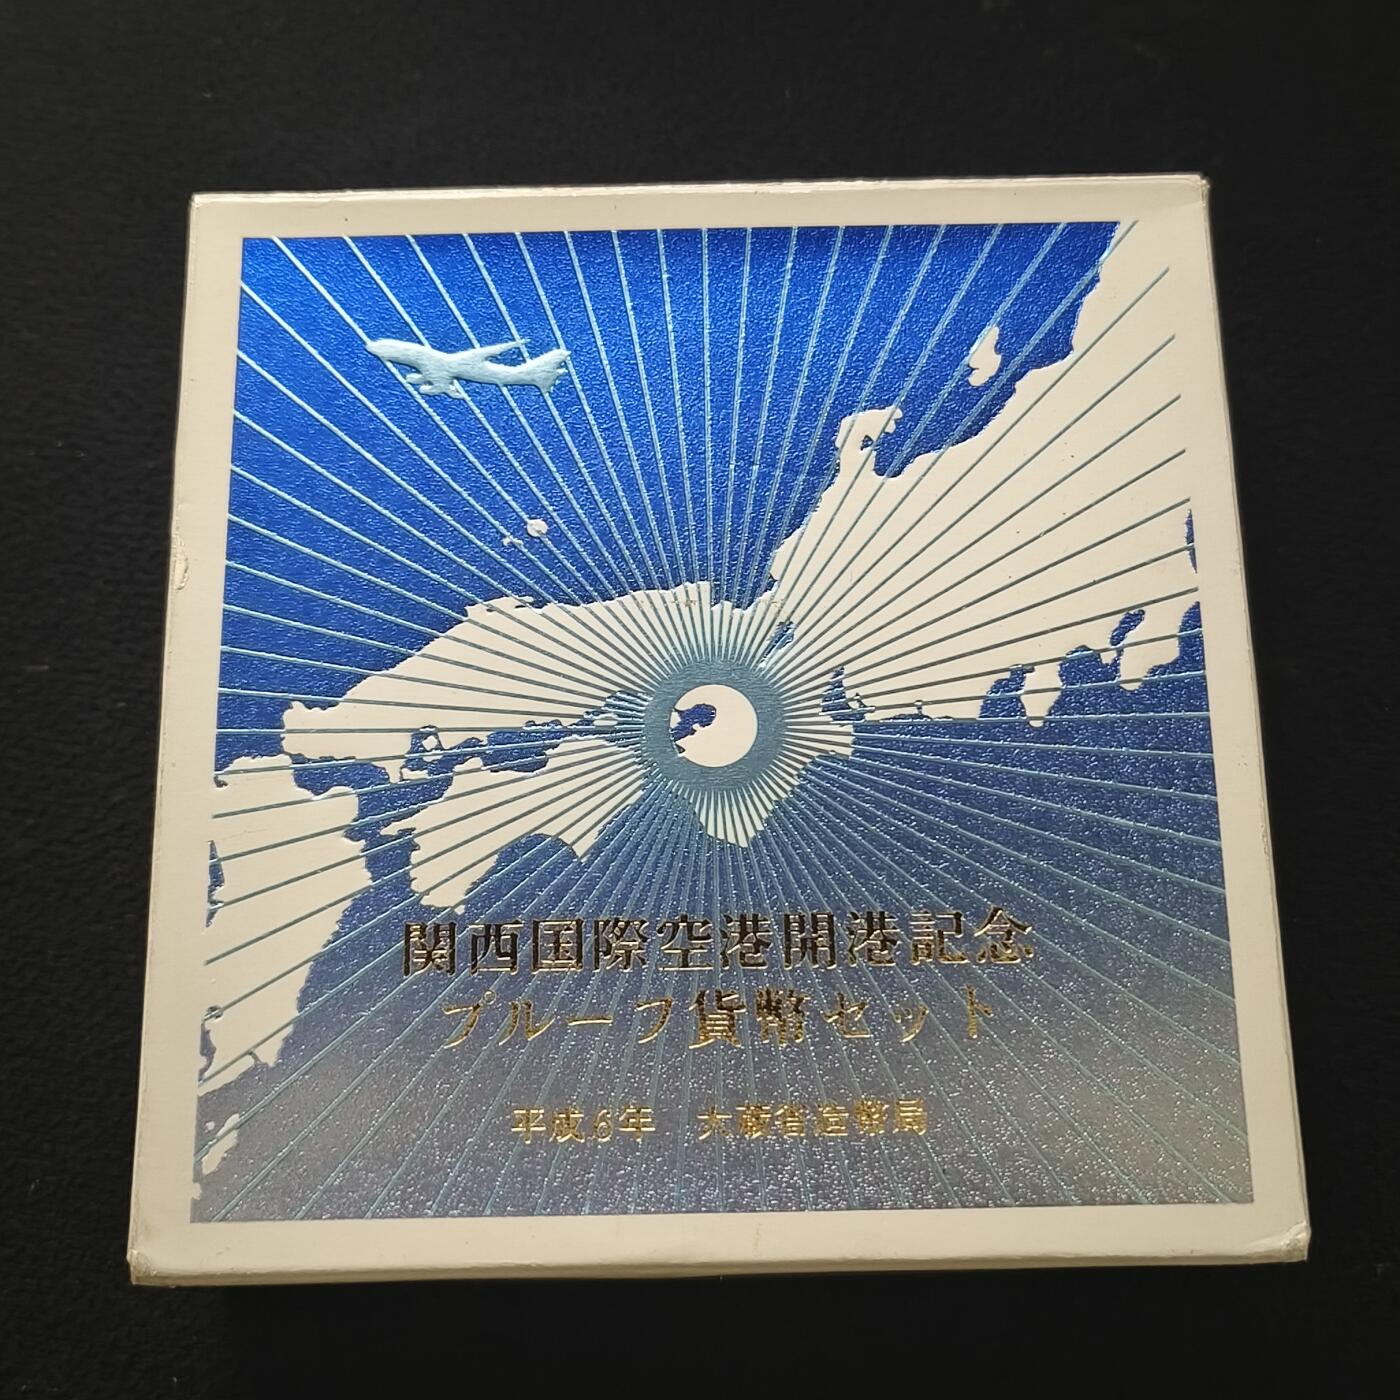 関西国際空港開港記念
プルーフ貨幣セット
平成6年 大蔵省造幣局